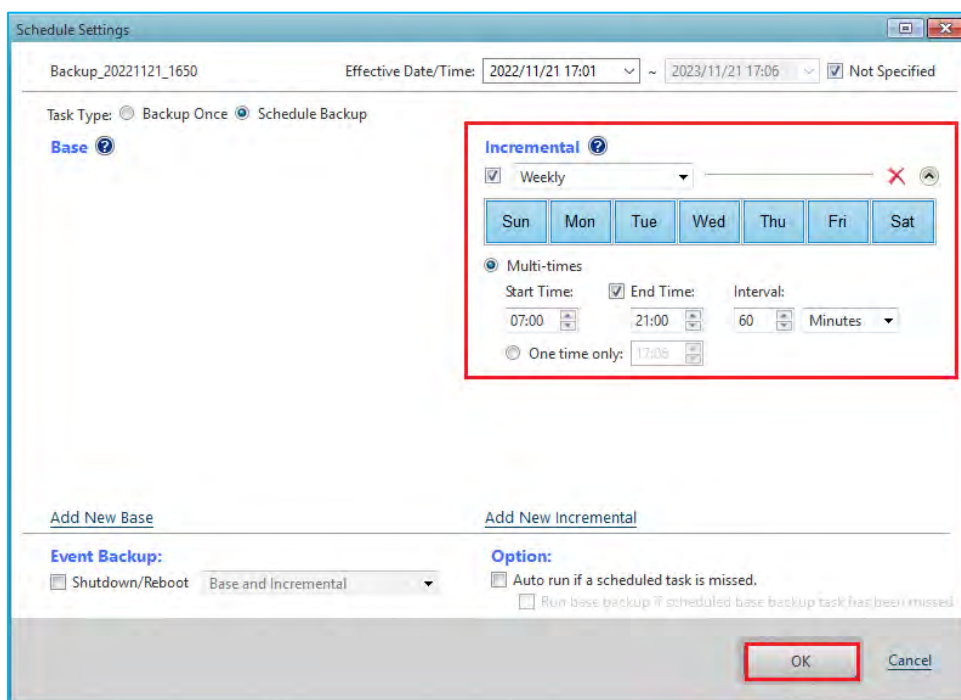 Schedule Settings
Backup_20221121_1650 Effective Date/Time: 2022/11/21 17:01 ~ 2023/11/21 17:06 Not Specified
Task Type: Backup Once Schedule Backup
Base ? Incremental ?
Weekly
Sun Mon Tue Wed Thu Fri Sat
Multi-times
Start Time: End Time: Interval:
07:00 21:00 60 Minutes
One time only: 17:06
Add New Base Add New Incremental
Event Backup: Option:
Shutdown/Reboot Base and Incremental Auto run if a scheduled task is missed.
Run base backup if scheduled base backup task has been missed
OK Cancel